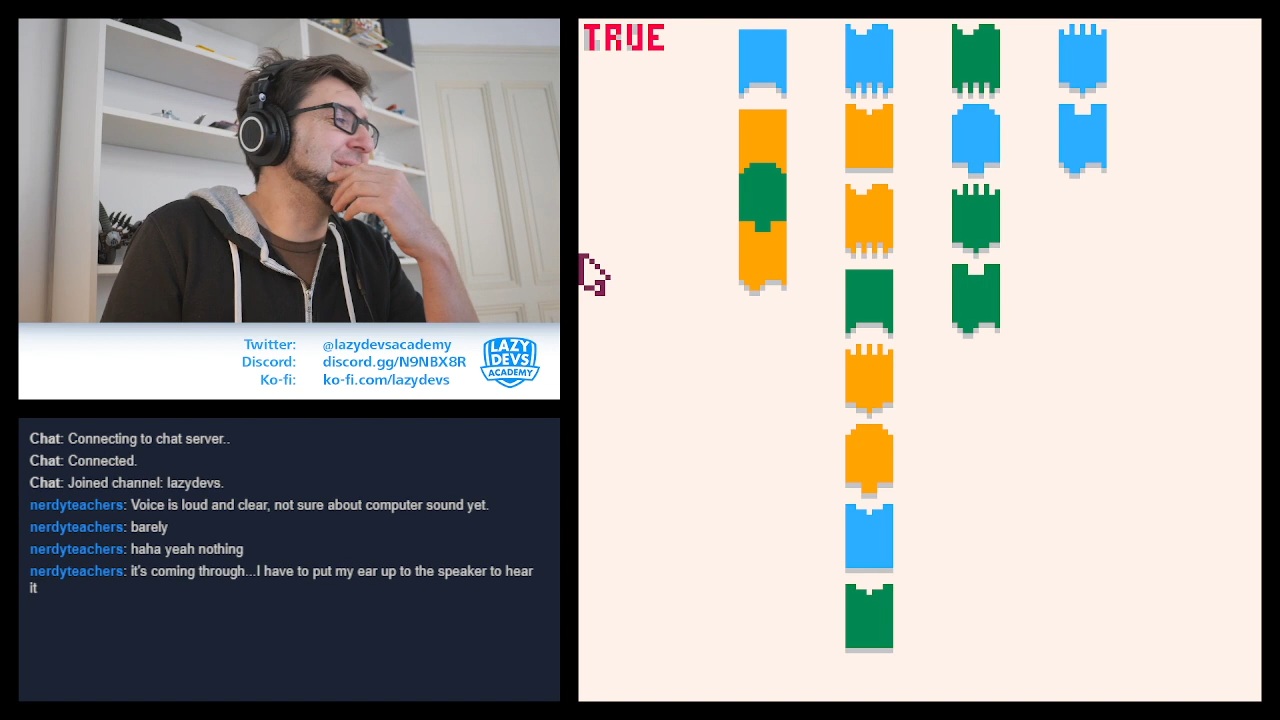 TRUE
Twitter: @lazydevsacademy
Discord: discord.gg/N9NBX8R
Ko-fi: ko-fi.com/lazydevs
LAZY
DEVS
ACADEMY
Chat: Connecting to chat server..
Chat: Connected.
Chat: Joined channel: lazydevs.
nerdyteachers: Voice is loud and clear, not sure about computer sound yet.
nerdyteachers: barely
nerdyteachers: haha yeah nothing
nerdyteachers: it's coming through...I have to put my ear up to the speaker to hear
it